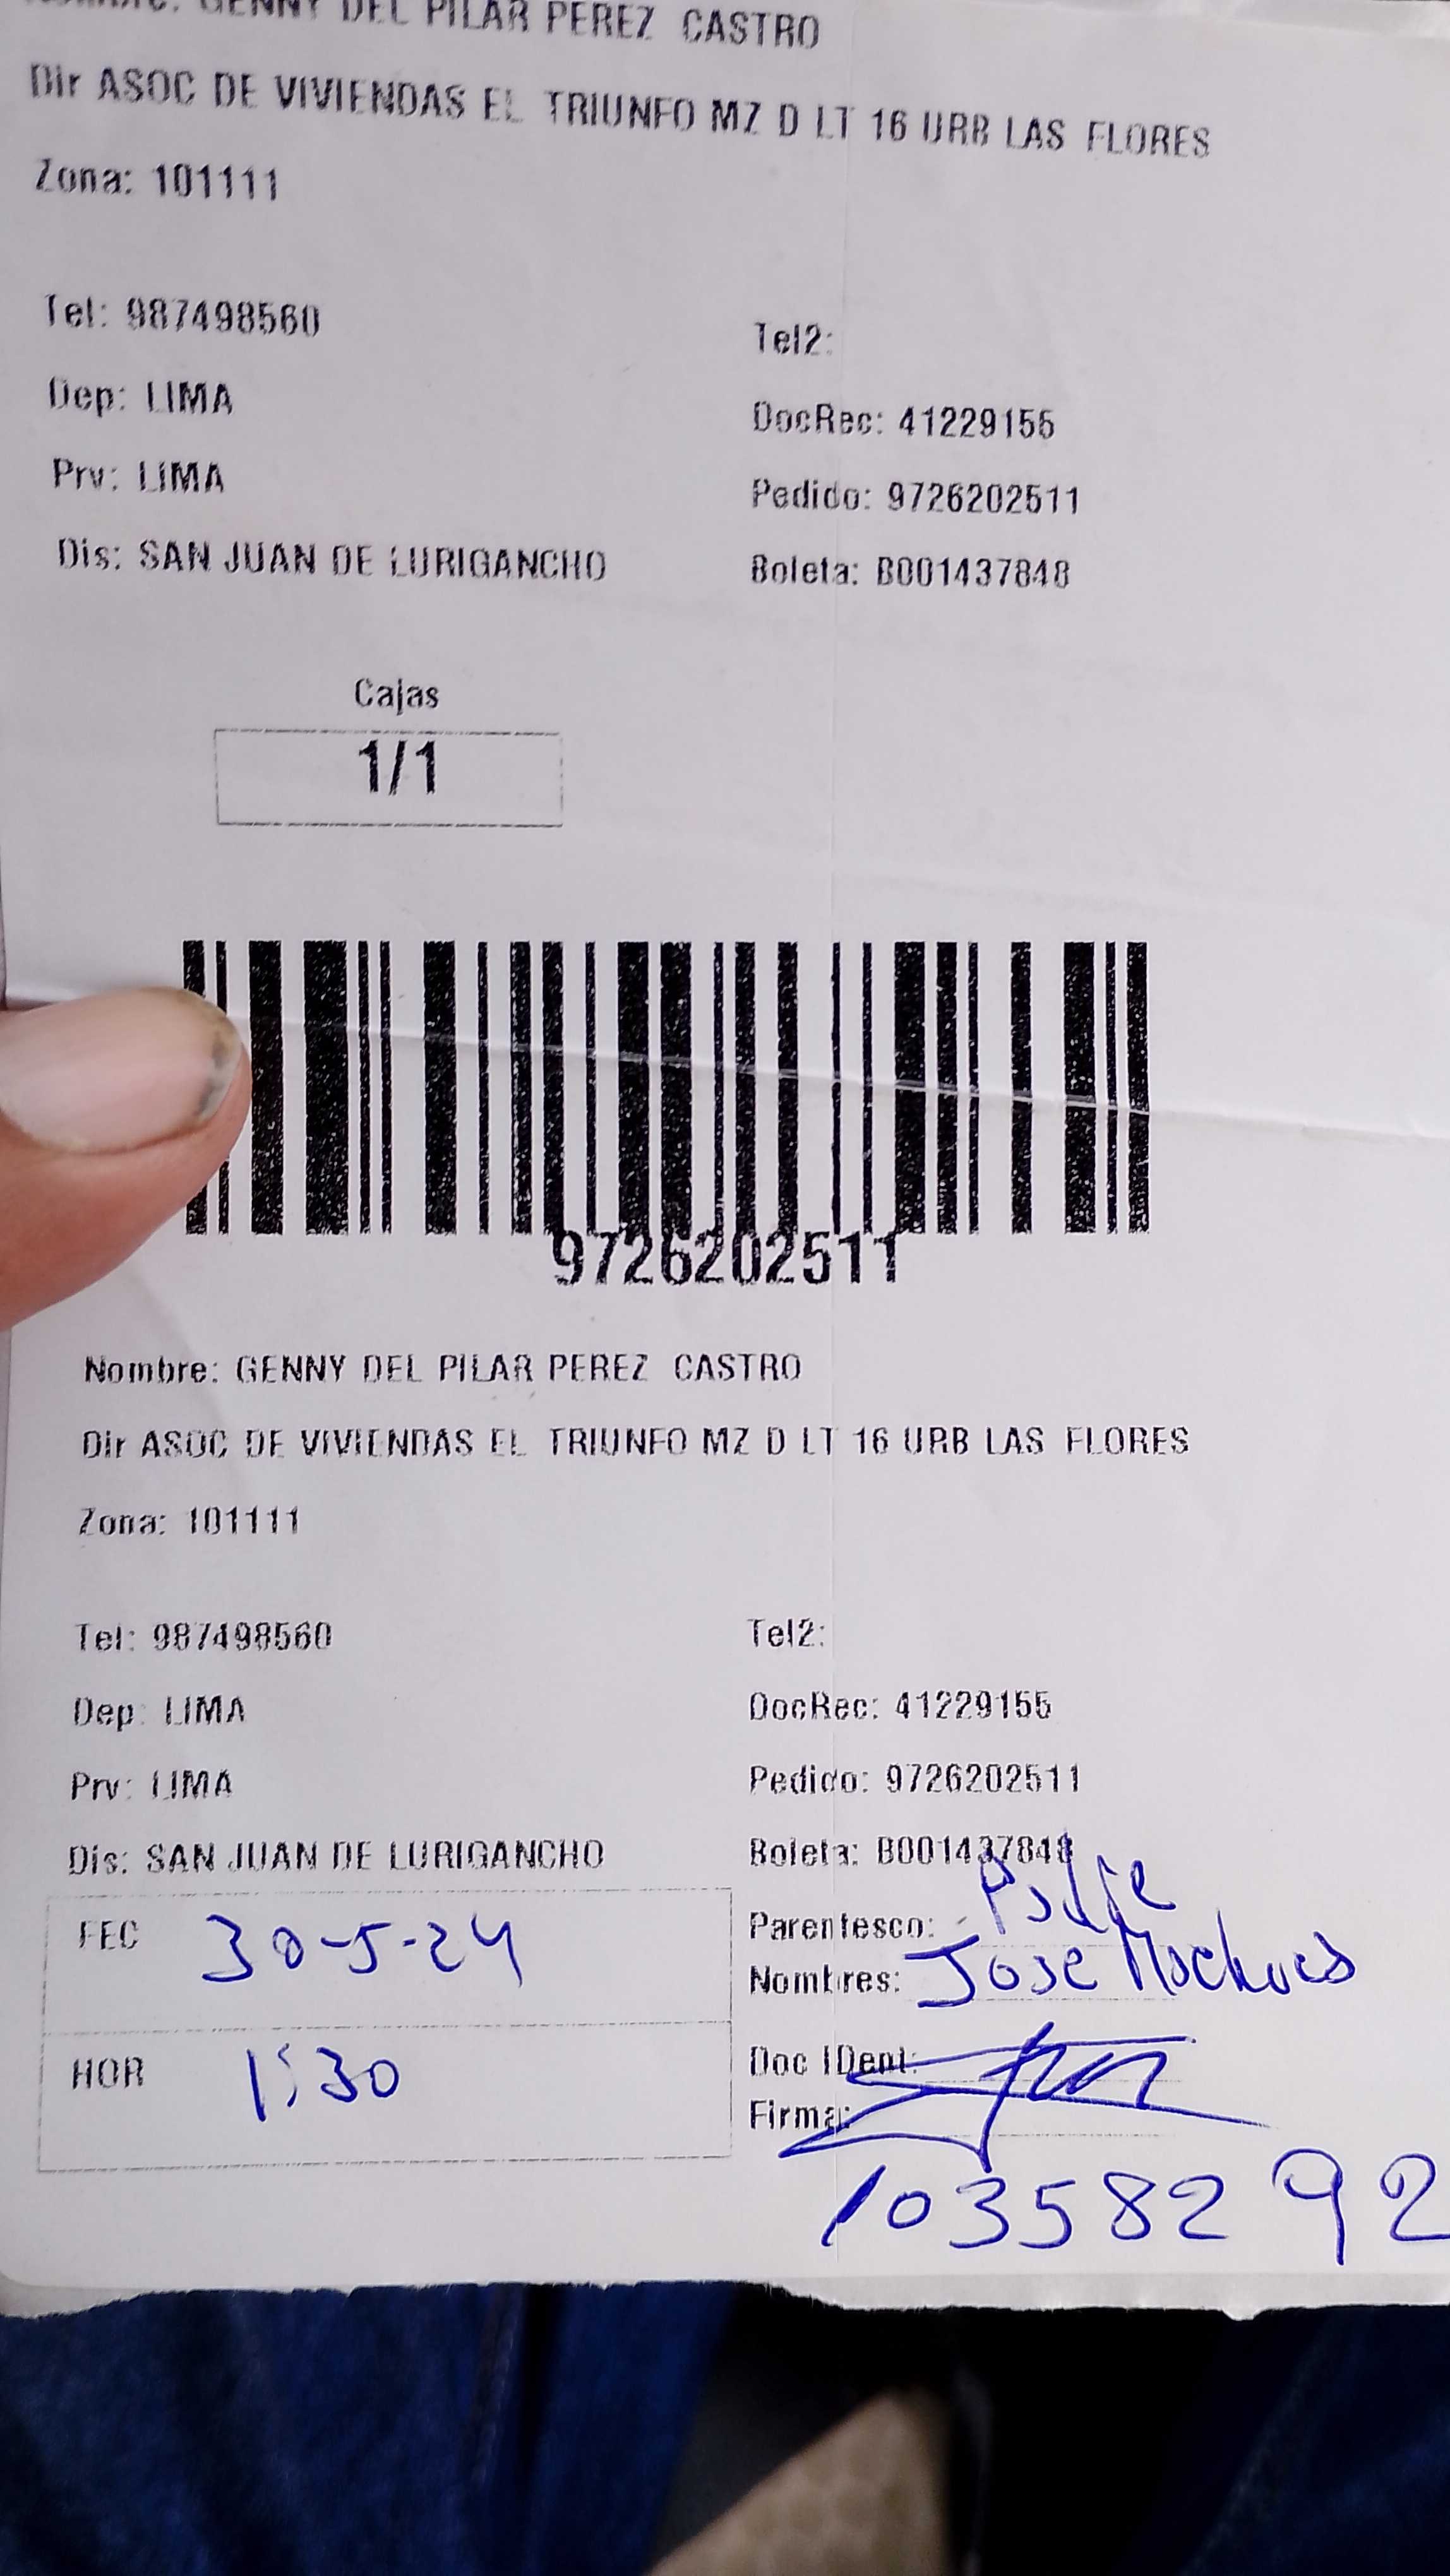 GENNY DEL PILAR PEREZ CASTRO
Dir ASOC DE VIVIENDAS EL TRIUNFO MZ D LT 16 URB LAS FLORES
Zona: 101111
Tel: 987498560
Tel2:
Dep: LIMA
DocRec: 41229155
Prv: LIMA
Pedido: 9726202511
Dis: SAN JUAN DE LURIGANCHO
Boleta: B001437848
Cajas
1/1
9726202511
Nombre: GENNY DEL PILAR PEREZ CASTRO
Dir ASOC DE VIVIENDAS EL TRIUNFO MZ D LT 16 URB LAS FLORES
Zona: 101111
Tel: 987498560
Tel2:
Dep: LIMA
DocRec: 41229155
Prv: LIMA
Pedido: 9726202511
Dis: SAN JUAN DE LURIGANCHO
Boleta: B001437848
FEC 30-5-24
Parentesco:
Nombres: Jose
HOR 1:30
Doc IDent:
Firma:
10358292